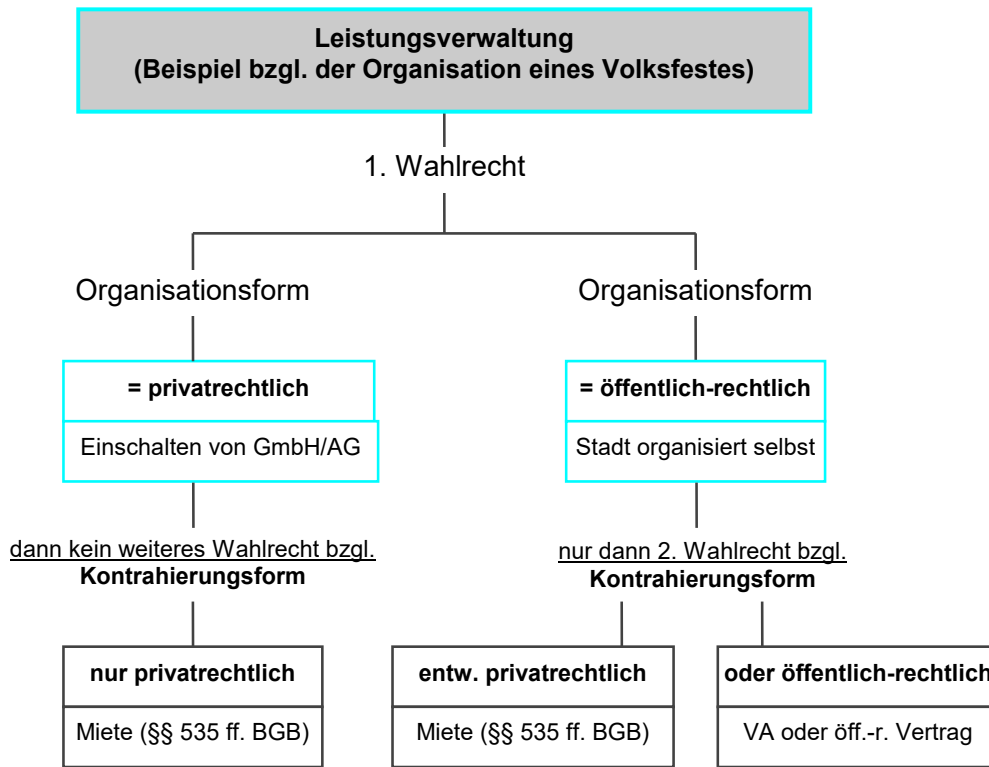 Leistungsverwaltung
(Beispiel bzgl. der Organisation eines Volksfestes)
1. Wahlrecht
Organisationsform
= privatrechtlich
Einschalten von GmbH/AG
dann kein weiteres Wahlrecht bzgl.
Kontrahierungsform
nur privatrechtlich
Miete (§§ 535 ff. BGB)
Organisationsform
= öffentlich-rechtlich
Stadt organisiert selbst
nur dann 2. Wahlrecht bzgl.
Kontrahierungsform
entw. privatrechtlich
Miete (§§ 535 ff. BGB)
oder öffentlich-rechtlich
VA oder öff.-r. Vertrag